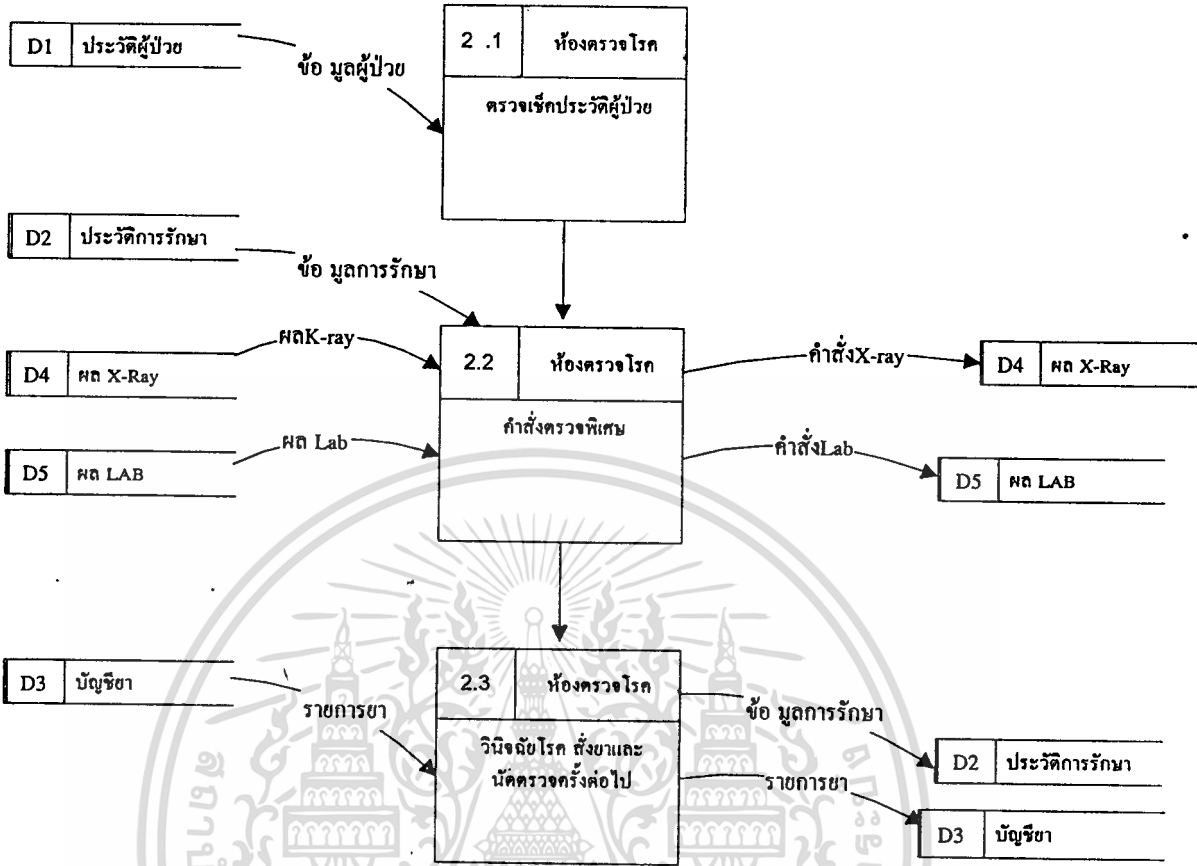 D1 ประวัติผู้ป่วย
ข้อ มูลผู้ป่วย
2 .1 ห้องตรวจโรค
ตรวจเช็คประวัติผู้ป่วย
D2 ประวัติการรักษา
ข้อ มูลการรักษา
ผลK-ray
D4 ผล X-Ray
2.2 ห้องตรวจโรค
คำสั่งตรวจพิเศษ
คำสั่งX-ray
D4 ผล X-Ray
ผล Lab
D5 ผล LAB
คำสั่งLab
D5 ผล LAB
D3 บัญชียา
รายการยา
2.3 ห้องตรวจโรค
วินิจฉัยโรค สั่งยาและ
นัดตรวจครั้งต่อไป
ข้อ มูลการรักษา
D2 ประวัติการรักษา
รายการยา
D3 บัญชียา